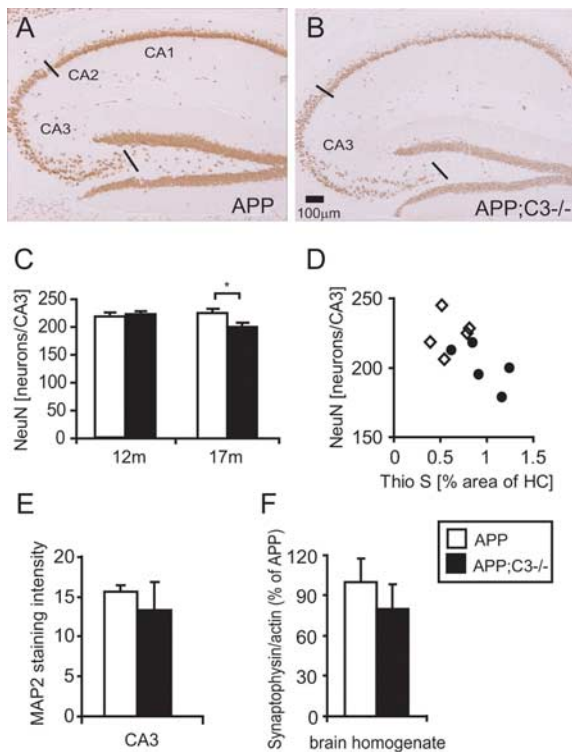 A
CA1
CA2
CA3
APP
B
CA3
100µm
APP;C3-/-
C
NeuN [neurons/CA3]
250
200
150
100
50
0
*
12m
17m
D
NeuN [neurons/CA3]
250
200
150
0
0.5
1
1.5
Thio S [% area of HC]
E
MAP2 staining intensity
20
15
10
5
0
CA3
F
Synaptophysin/actin (% of APP)
120
90
60
30
0
brain homogenate
APP
APP;C3-/-